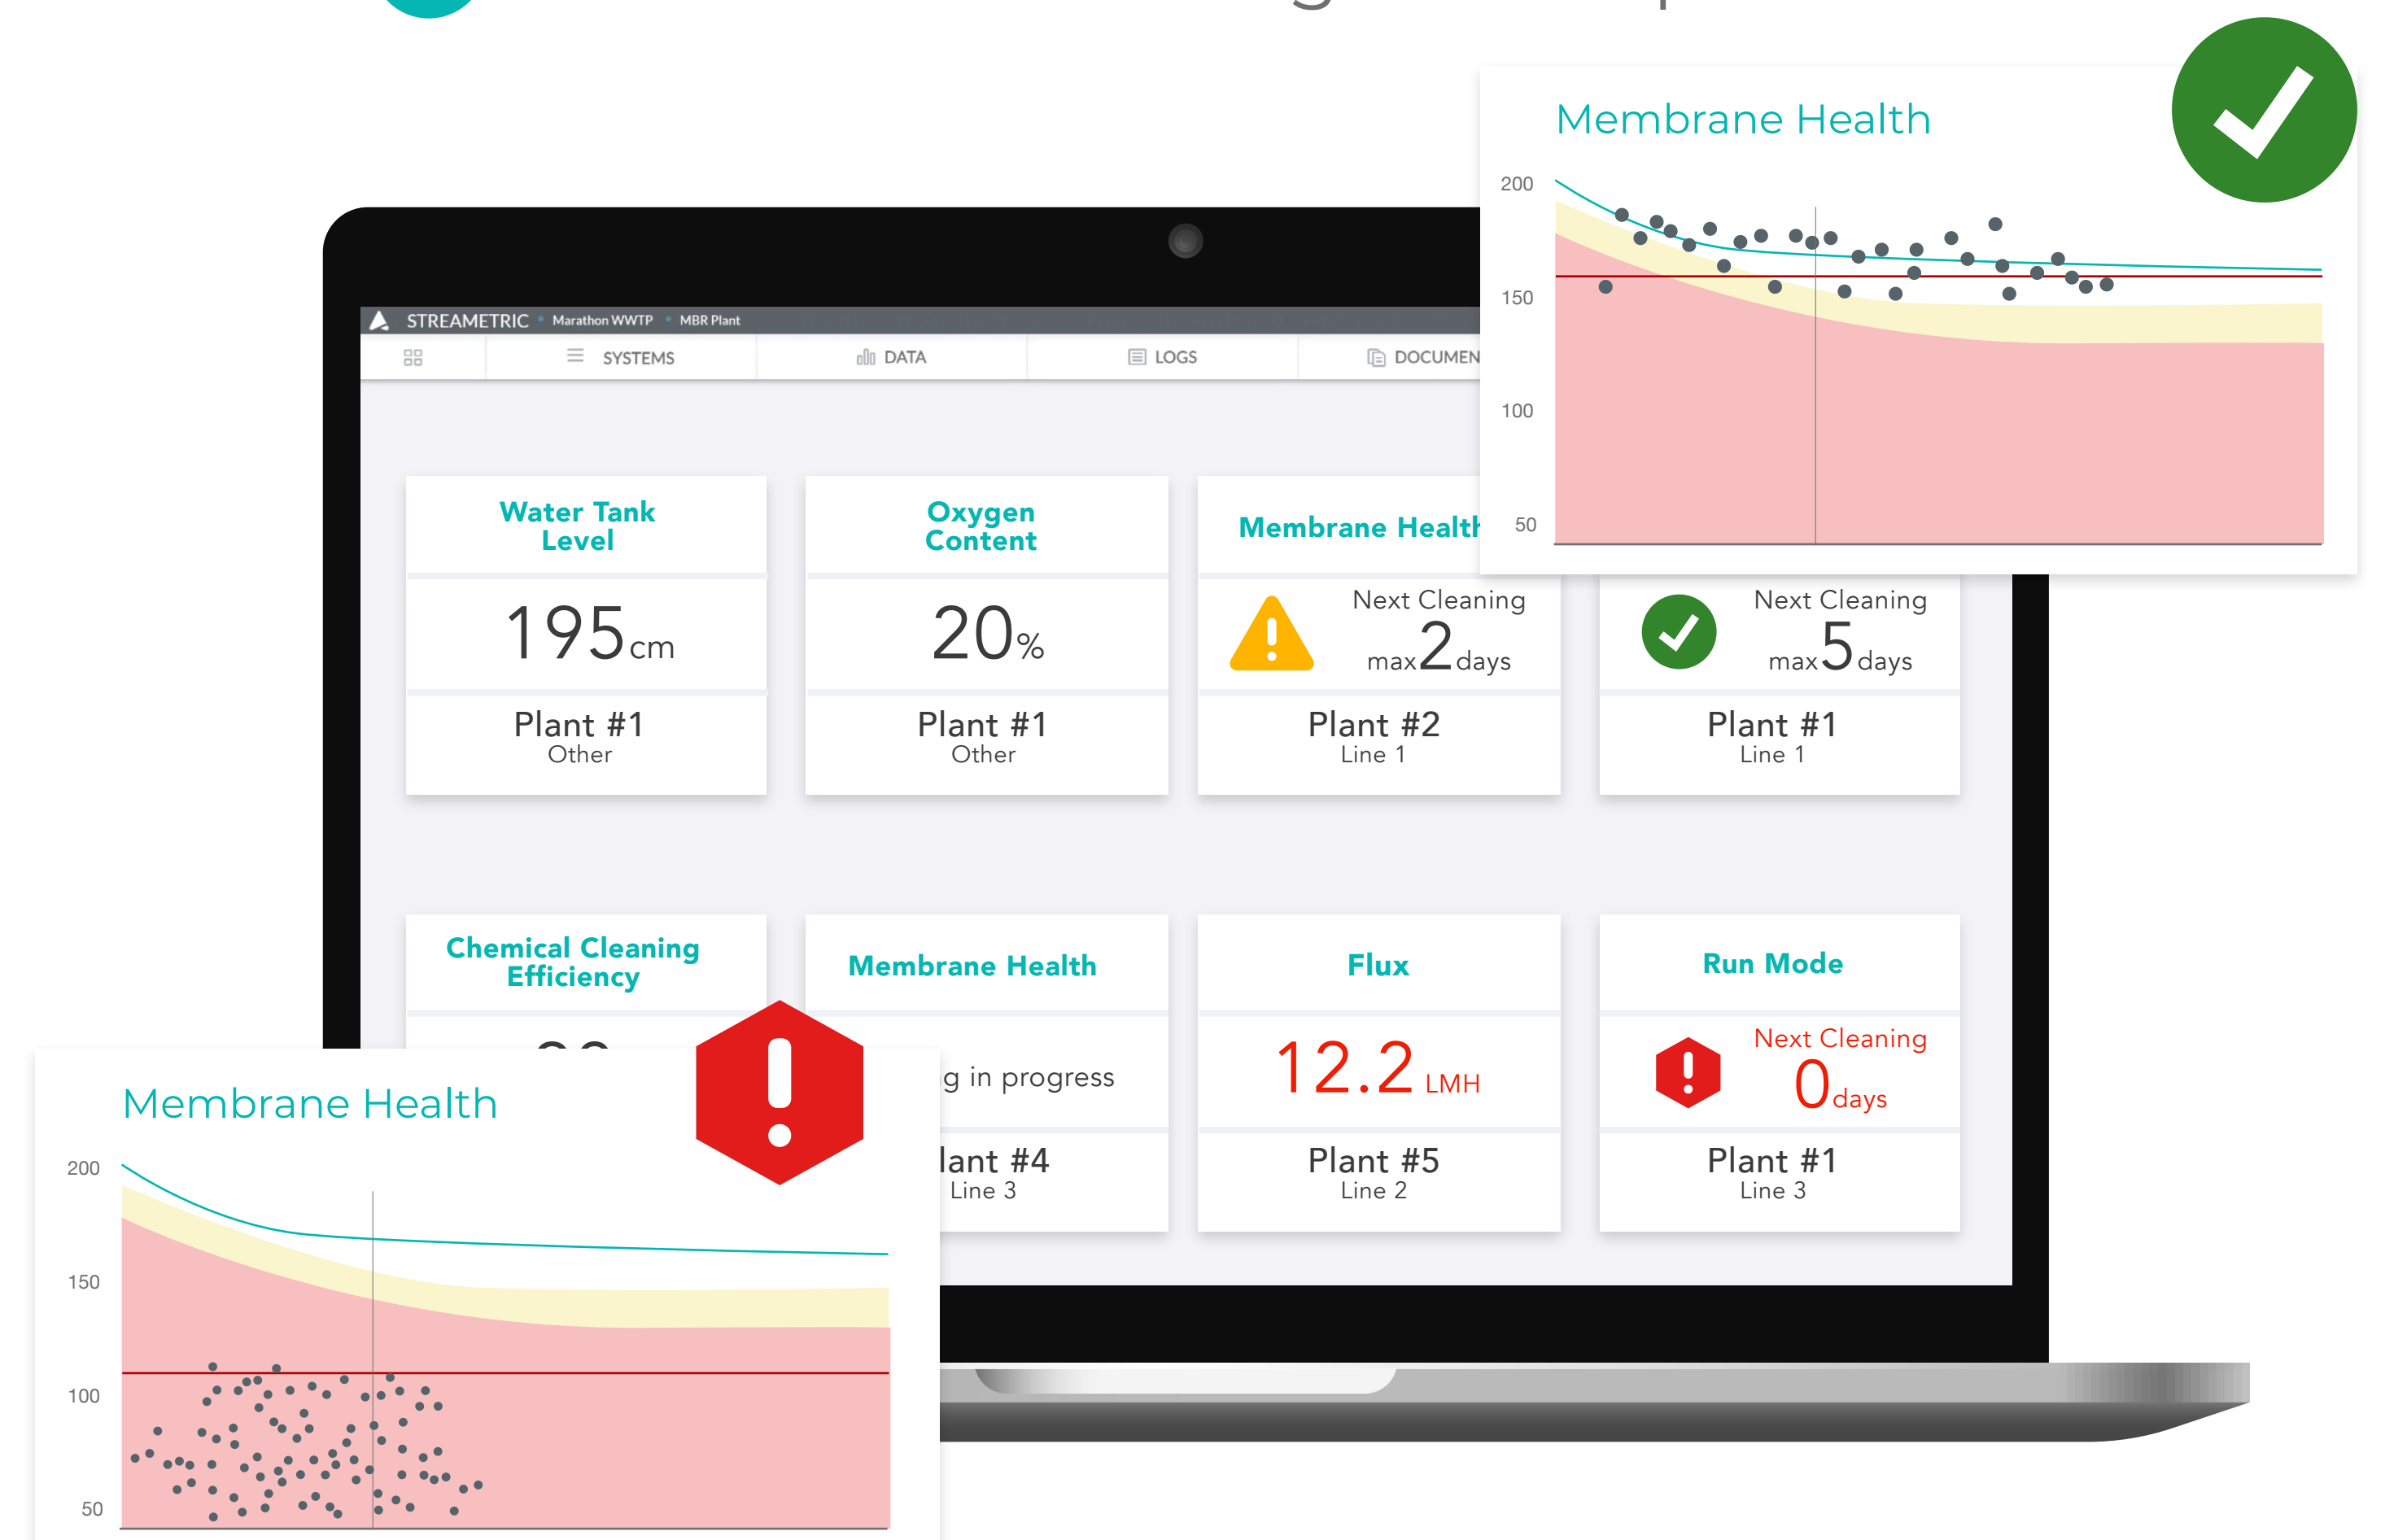 Membrane Health
200
150
100
50
STREAMETRIC • Marathon WWTP • MBR Plant
SYSTEMS
DATA
LOGS
Water Tank
Level
195 cm
Plant #1
Other
Oxygen
Content
20%
Plant #1
Other
Membrane Health
Next Cleaning
max 2 days
Plant #2
Line 1
Next Cleaning
max 5 days
Plant #1
Line 1
Chemical Cleaning
Efficiency
Membrane Health
in progress
#4
Line 3
Flux
12.2 LMH
Plant #5
Line 2
Run Mode
Next Cleaning
0 days
Plant #1
Line 3
Membrane Health
200
150
100
50